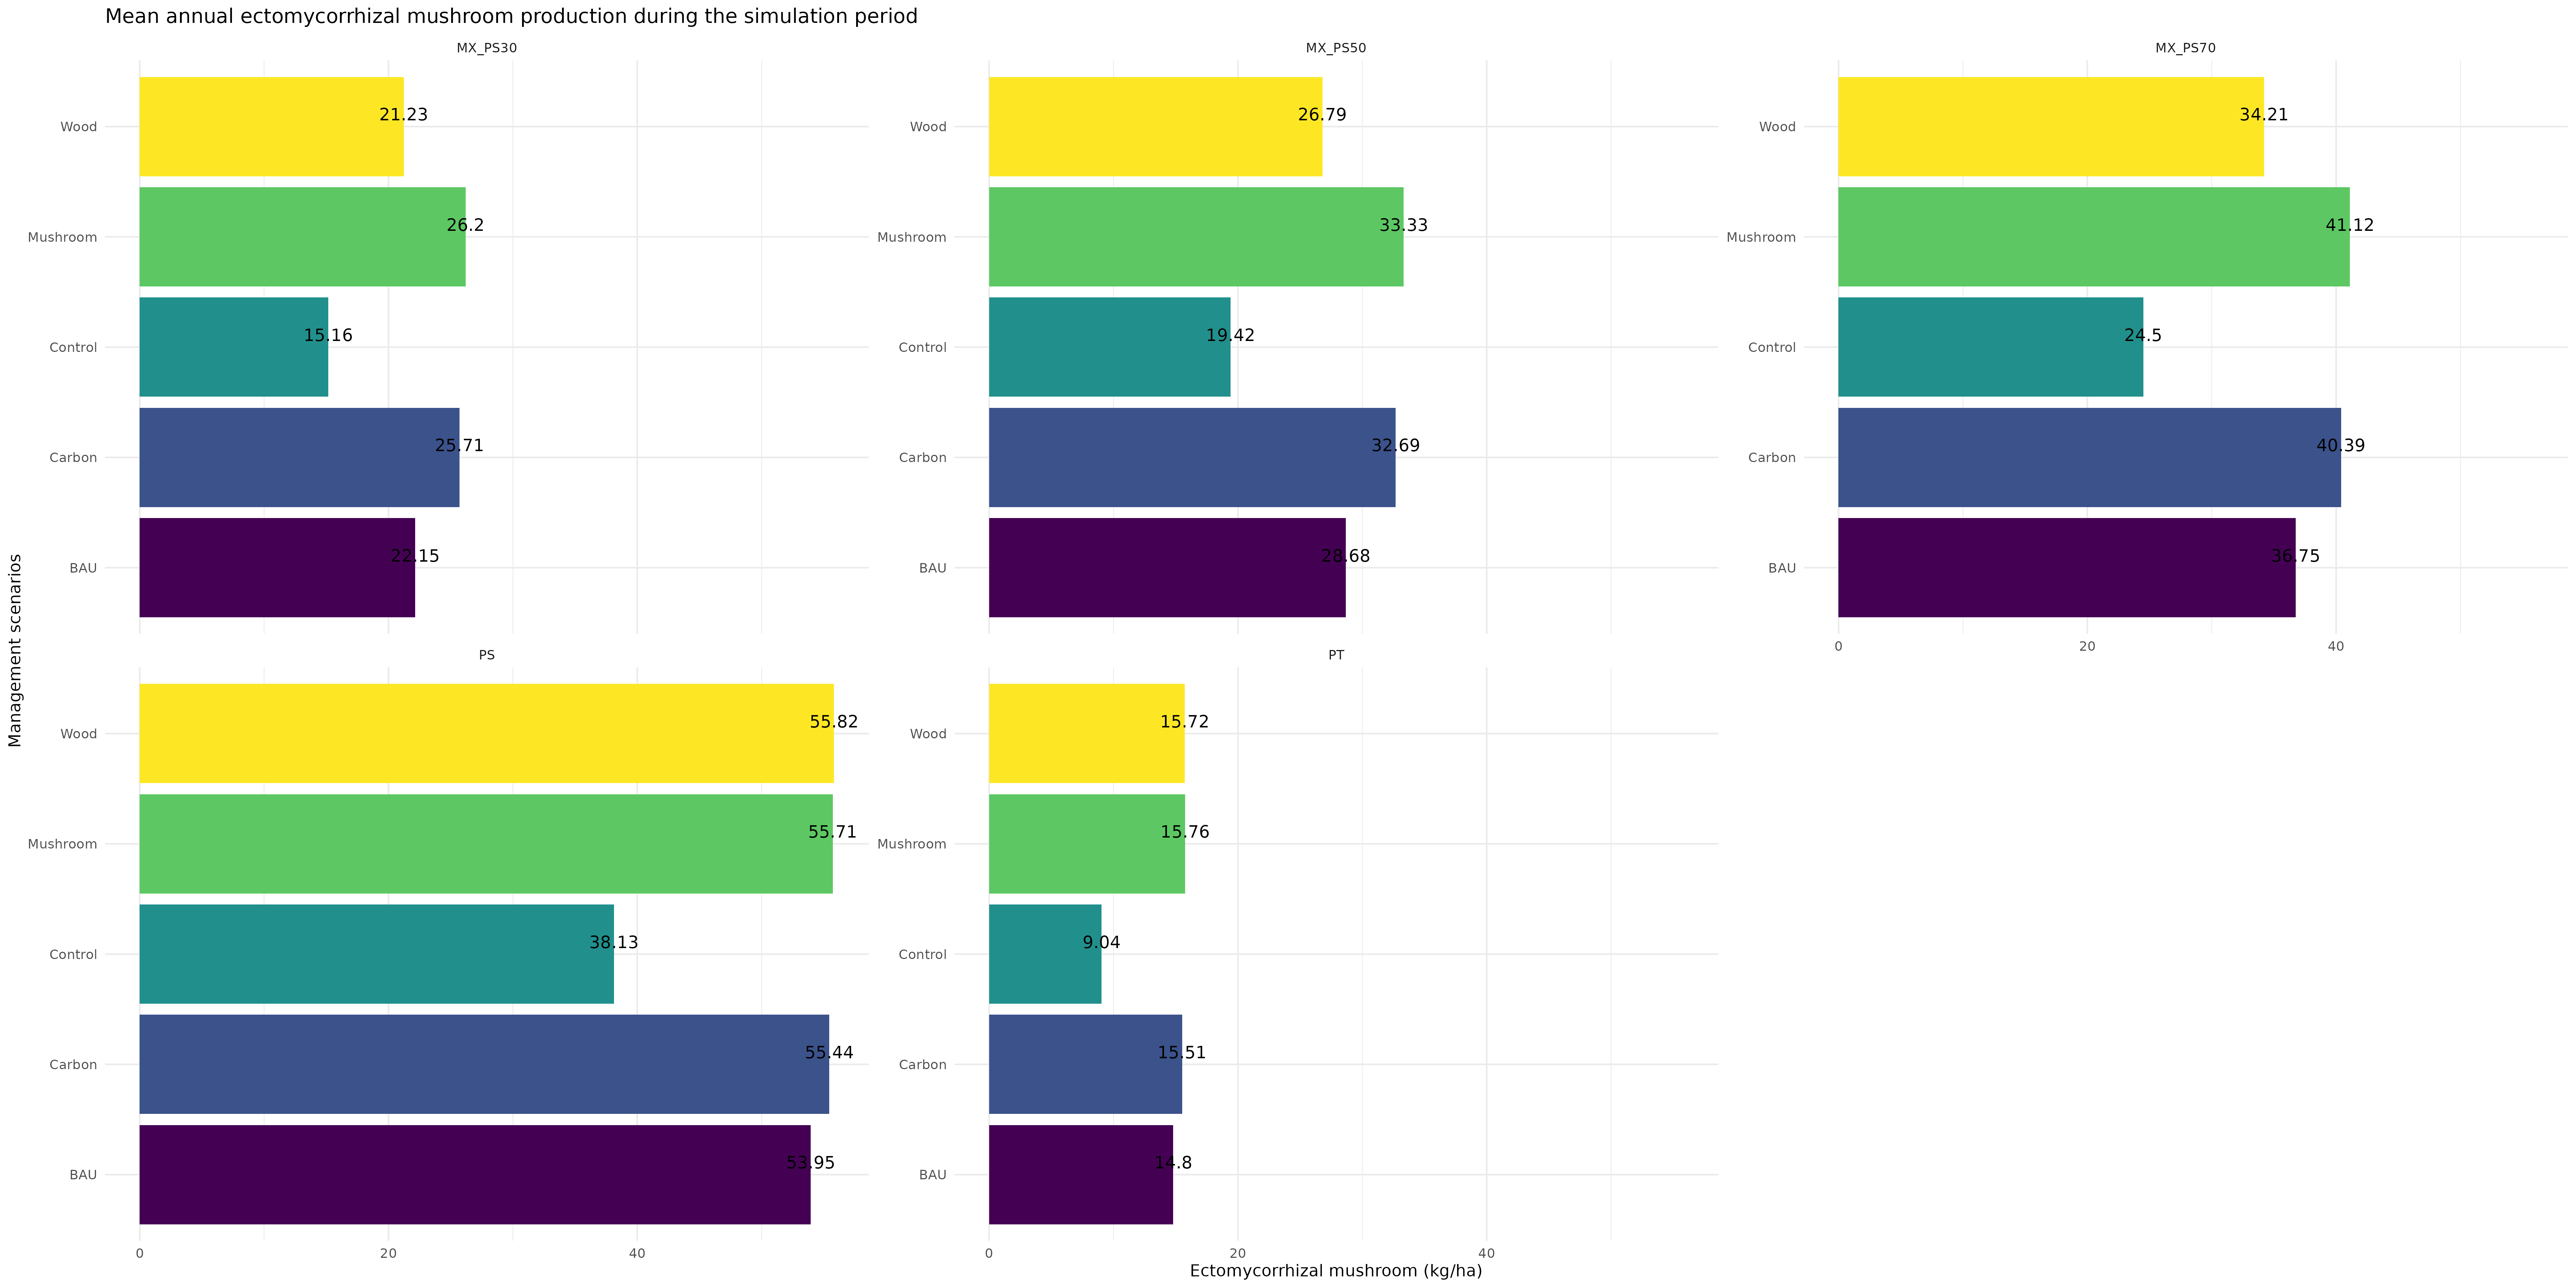 Mean annual ectomycorrhizal mushroom production during the simulation period
MX_PS30
MX_PS50
MX_PS70
Wood
21.23
Mushroom
26.2
Control
15.16
Carbon
25.71
BAU
22.15
Wood
26.79
Mushroom
33.33
Control
19.42
Carbon
32.69
BAU
28.68
Wood
34.21
Mushroom
41.12
Control
24.5
Carbon
40.39
BAU
36.75
0
20
40
Management scenarios
PS
PT
Wood
55.82
Mushroom
55.71
Control
38.13
Carbon
55.44
BAU
53.95
0
20
40
Wood
15.72
Mushroom
15.76
Control
9.04
Carbon
15.51
BAU
14.8
0
20
40
Ectomycorrhizal mushroom (kg/ha)